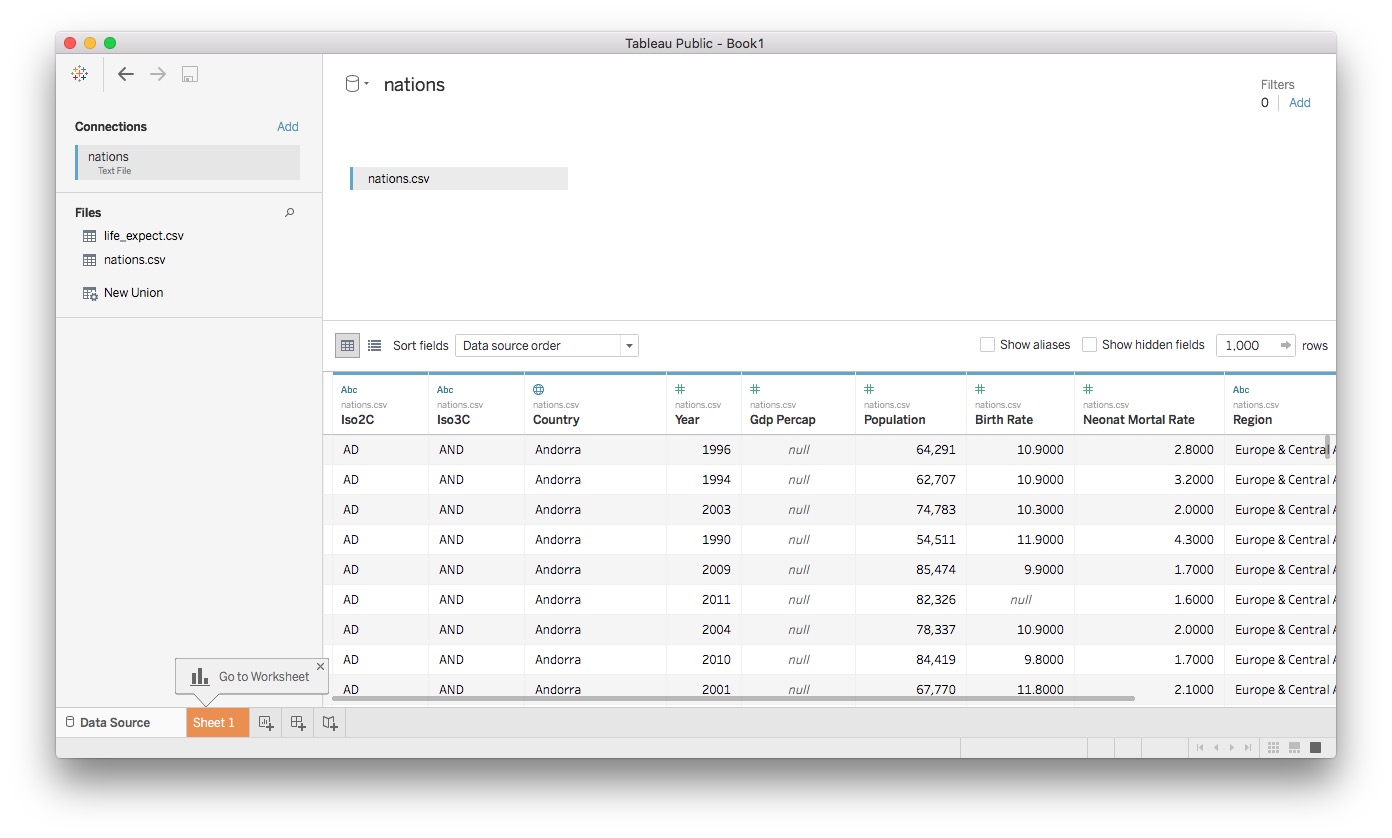 Tableau Public - Book1
Connections Add
nations
Text File
Files
life_expect.csv
nations.csv
New Union
nations
Filters
0 Add
nations.csv
Sort fields Data source order Show aliases Show hidden fields 1,000 rows
Abc Abc Abc
nations.csv nations.csv nations.csv nations.csv nations.csv nations.csv nations.csv nations.csv nations.csv
Iso2C Iso3C Country Year Gdp Percap Population Birth Rate Neonat Mortal Rate Region
AD AND Andorra 1996 null 64,291 10.9000 2.8000 Europe & Central A
AD AND Andorra 1994 null 62,707 10.9000 3.2000 Europe & Central A
AD AND Andorra 2003 null 74,783 10.3000 2.0000 Europe & Central A
AD AND Andorra 1990 null 54,511 11.9000 4.3000 Europe & Central A
AD AND Andorra 2009 null 85,474 9.9000 1.7000 Europe & Central A
AD AND Andorra 2011 null 82,326 null 1.6000 Europe & Central A
AD AND Andorra 2004 null 78,337 10.9000 2.0000 Europe & Central A
AD AND Andorra 2010 null 84,419 9.8000 1.7000 Europe & Central A
AD AND Andorra 2001 null 67,770 11.8000 2.1000 Europe & Central A
Go to Worksheet
Data Source Sheet 1